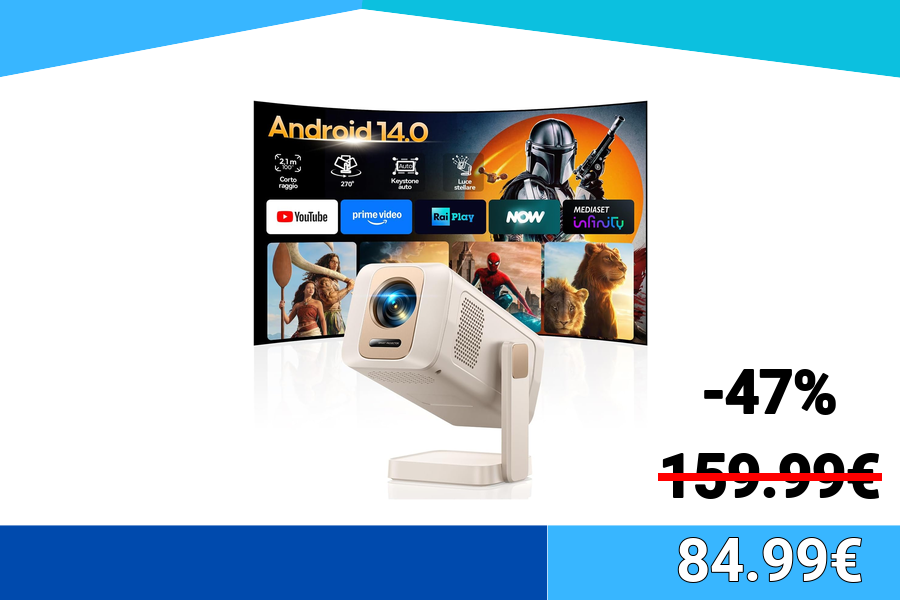 Android 14.0
2,1 m
100"
Auto
Corto
raggio
270°
Keystone
auto
Luce
stellare
YouTube
prime video
Rai Play
NOW
MEDIASET
infinity
-47%
159.99€
84.99€